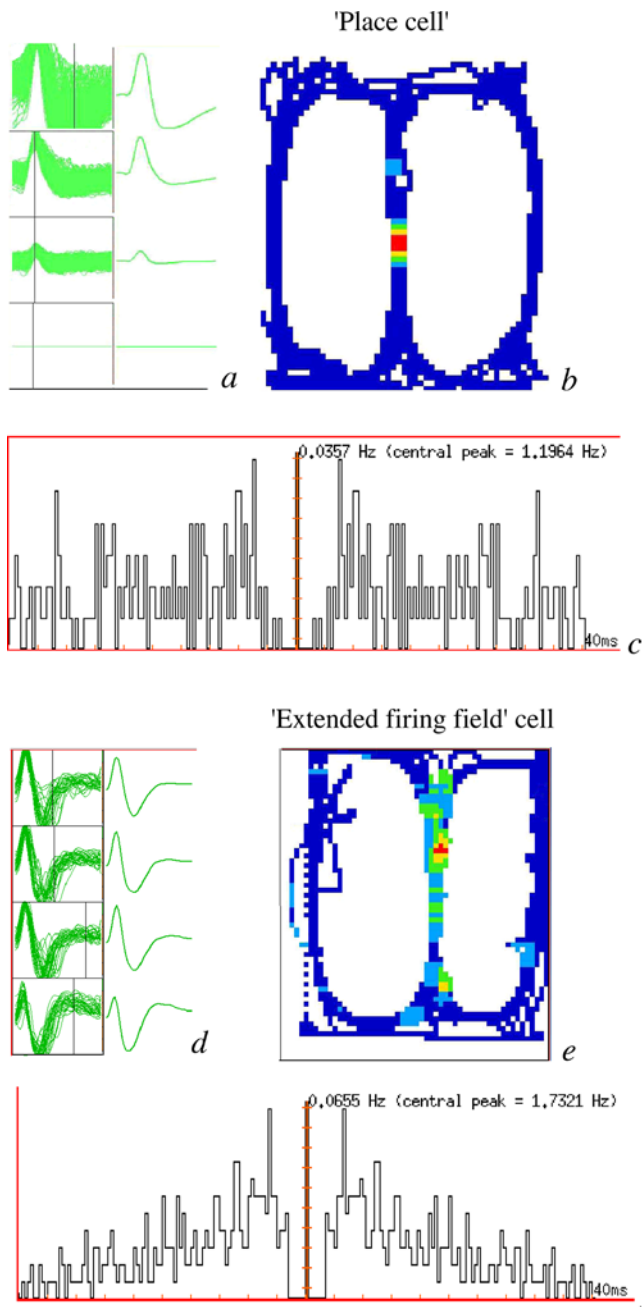 'Place cell'
a
b
0.0357 Hz (central peak = 1.1964 Hz)
40ms
c
'Extended firing field' cell
d
e
0.0655 Hz (central peak = 1.7321 Hz)
40ms